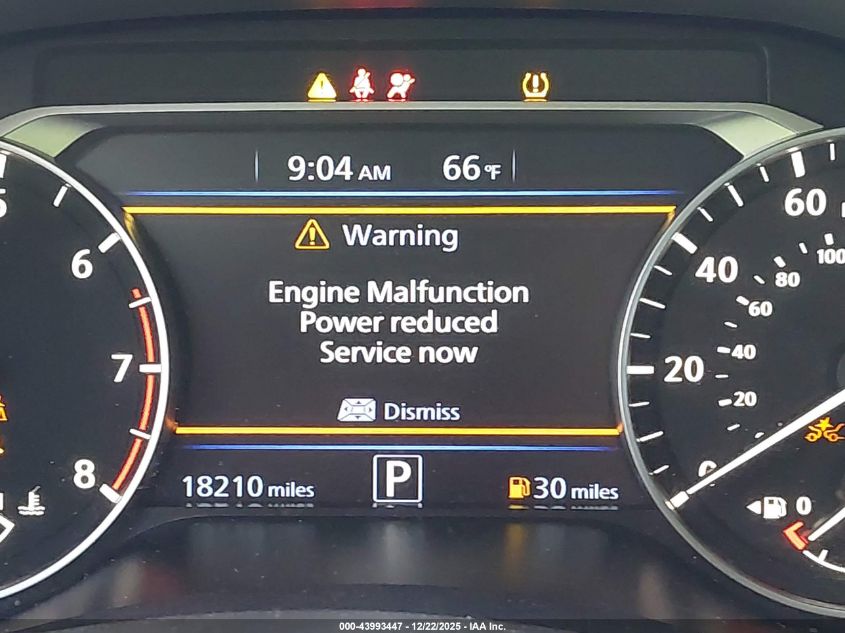 9:04 AM 66°F
Warning
Engine Malfunction
Power reduced
Service now
Dismiss
18210 miles P 30 miles
6
7
8
60
40
20
0
100
80
60
40
20
0
000-43993447 - 12/22/2025 - IAA Inc.